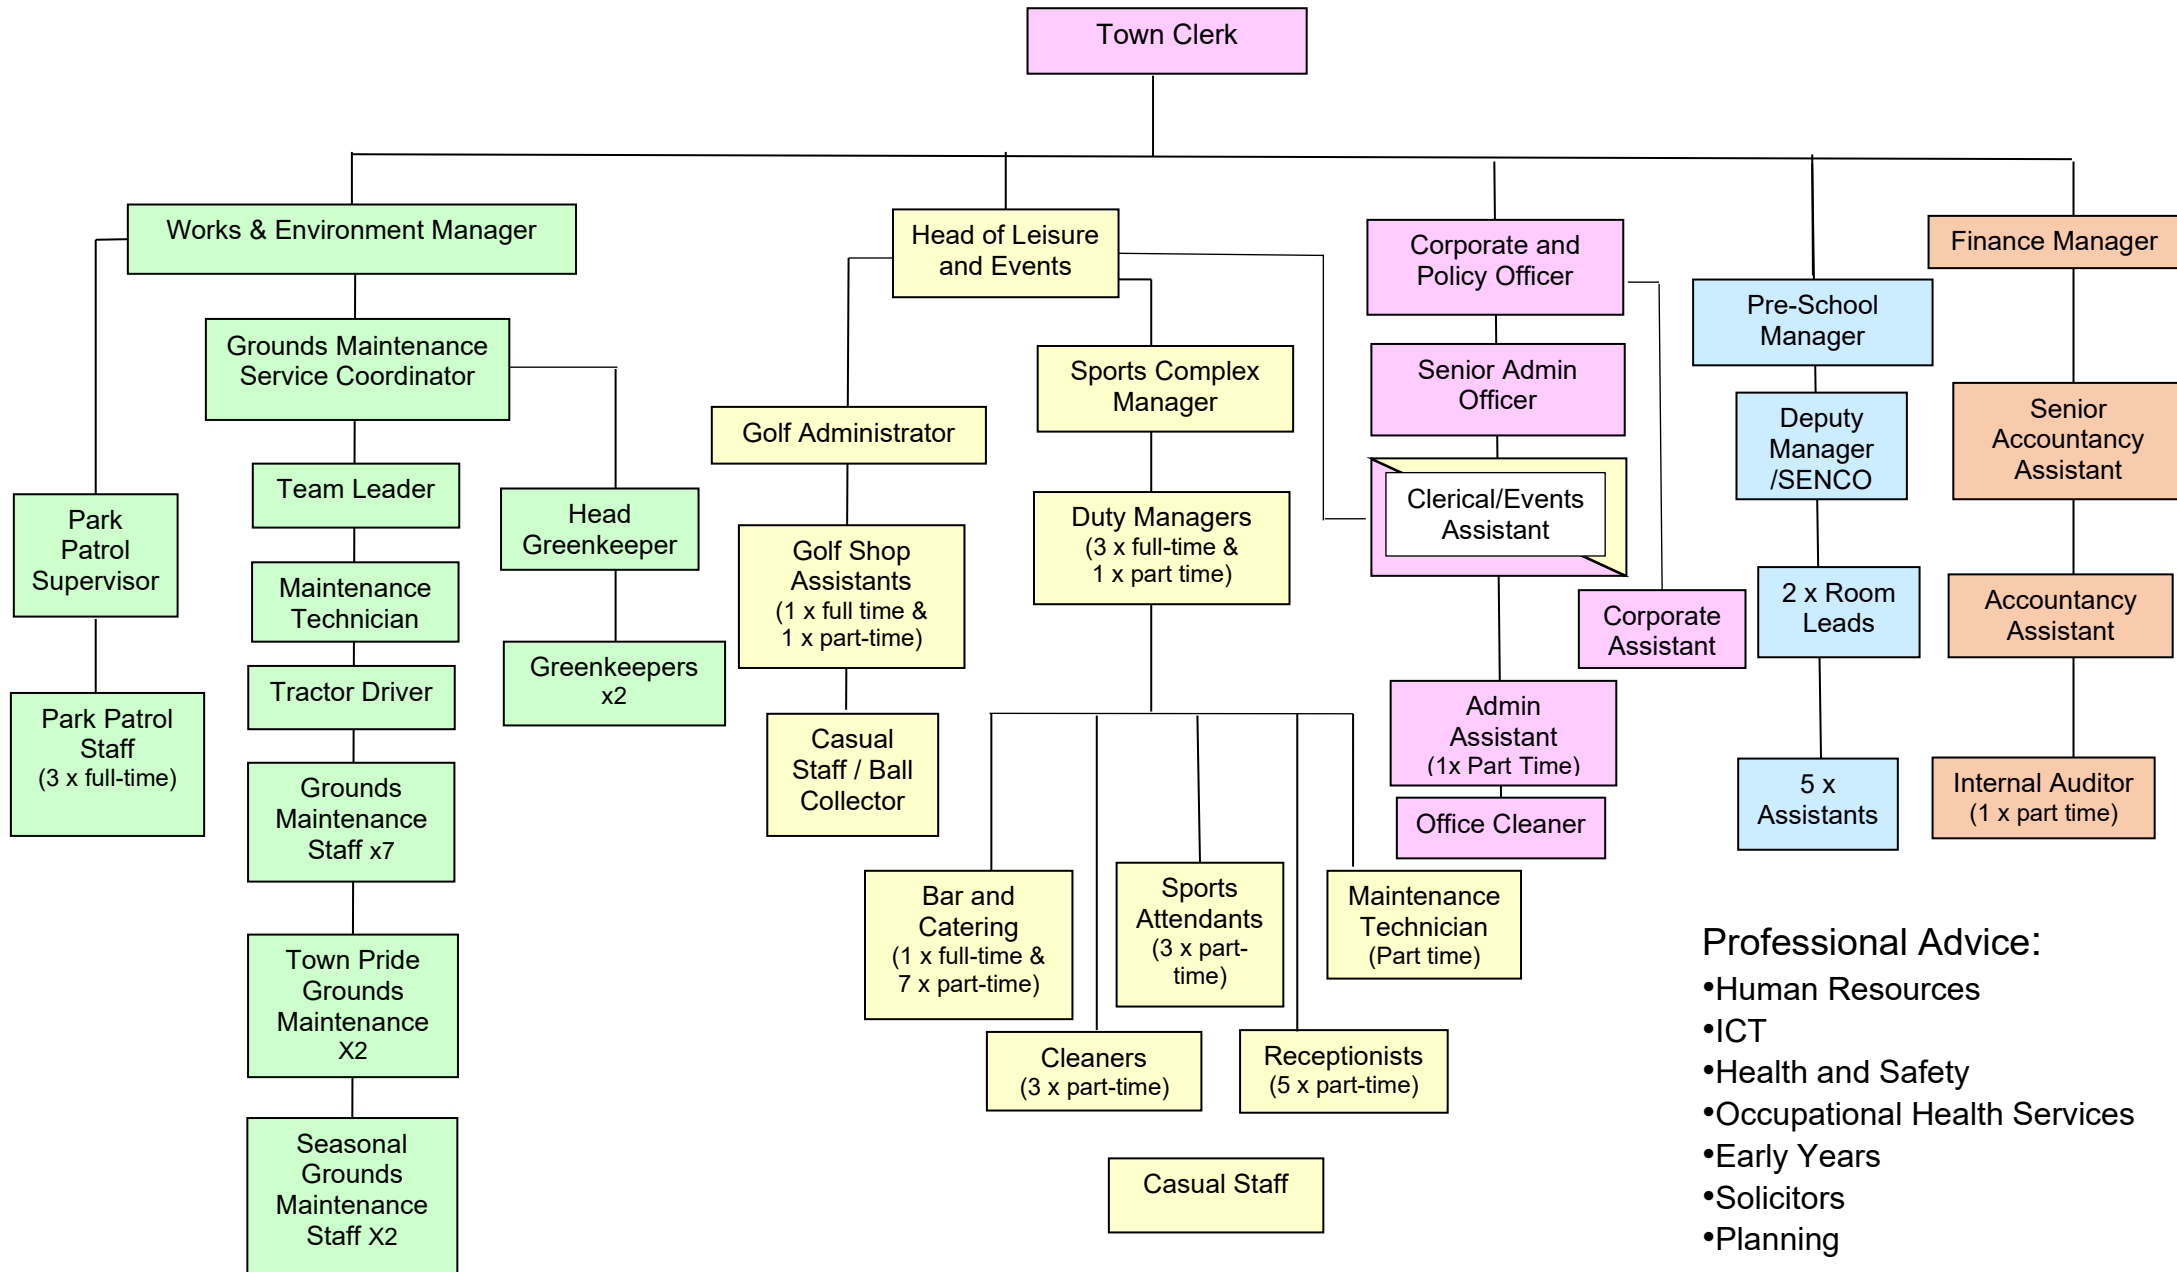 Town Clerk
Works & Environment Manager
Grounds Maintenance
Service Coordinator
Team Leader
Maintenance
Technician
Tractor Driver
Grounds
Maintenance
Staff x7
Town Pride
Grounds
Maintenance
X2
Seasonal
Grounds
Maintenance
Staff X2
Park
Patrol
Supervisor
Park Patrol
Staff
(3 x full-time)
Head
Greenkeeper
Greenkeepers
x2
Head of Leisure
and Events
Golf Administrator
Golf Shop
Assistants
(1 x full time &
1 x part-time)
Casual
Staff / Ball
Collector
Sports Complex
Manager
Duty Managers
(3 x full-time &
1 x part time)
Bar and
Catering
(1 x full-time &
7 x part-time)
Cleaners
(3 x part-time)
Sports
Attendants
(3 x part-
time)
Receptionists
(5 x part-time)
Maintenance
Technician
(Part time)
Casual Staff
Corporate and
Policy Officer
Senior Admin
Officer
Clerical/Events
Assistant
Corporate
Assistant
Admin
Assistant
(1x Part Time)
Office Cleaner
Pre-School
Manager
Deputy
Manager
/SENCO
2 x Room
Leads
5 x
Assistants
Finance Manager
Senior
Accountancy
Assistant
Accountancy
Assistant
Internal Auditor
(1 x part time)
Professional Advice:
•Human Resources
•ICT
•Health and Safety
•Occupational Health Services
•Early Years
•Solicitors
•Planning